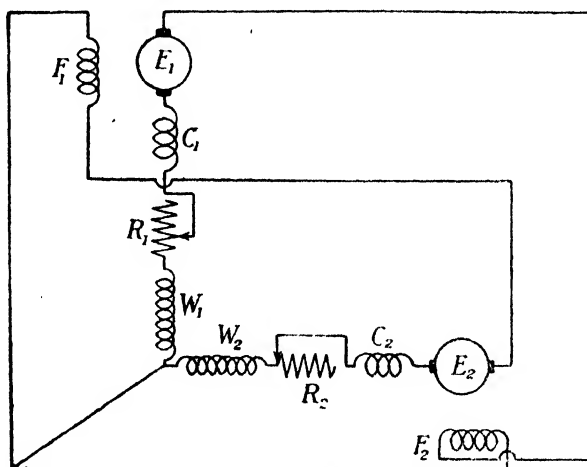 F₁
E₁
C₁
R₁
W₁
W₂
C₂
E₂
R₂
F₂